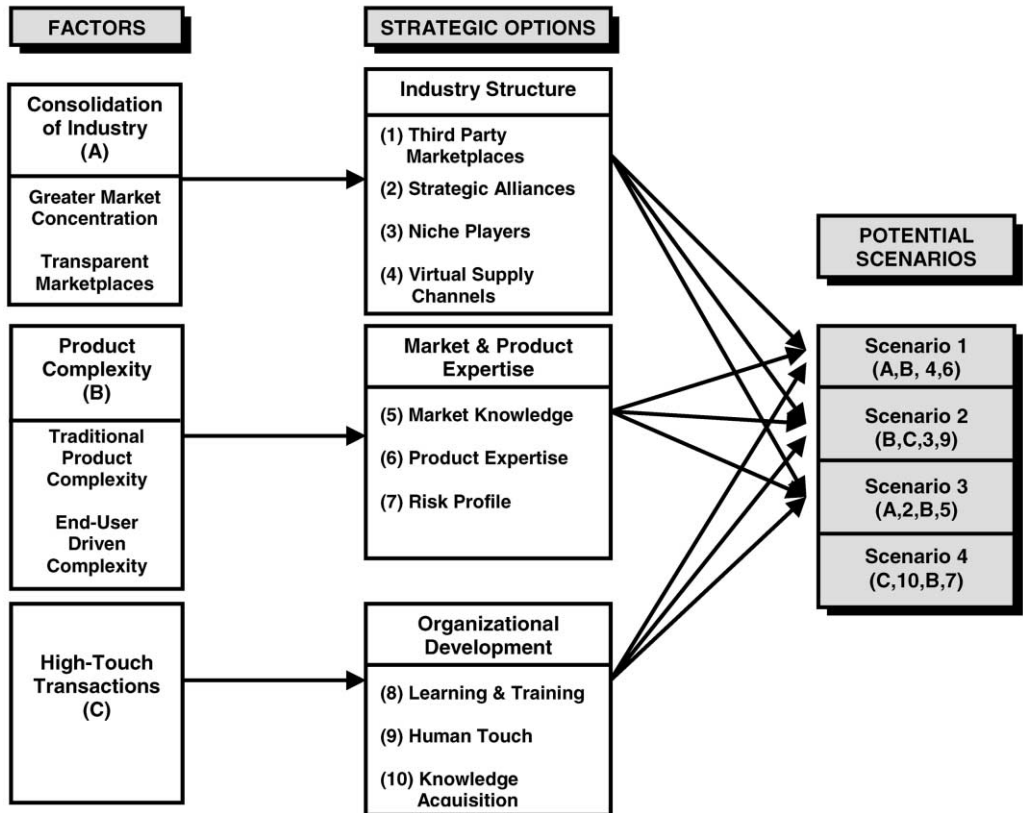 FACTORS
STRATEGIC OPTIONS
Consolidation
of Industry
(A)
Greater Market
Concentration
Transparent
Marketplaces
Industry Structure
(1) Third Party
Marketplaces
(2) Strategic Alliances
(3) Niche Players
(4) Virtual Supply
Channels
Product
Complexity
(B)
Traditional
Product
Complexity
End-User
Driven
Complexity
Market & Product
Expertise
(5) Market Knowledge
(6) Product Expertise
(7) Risk Profile
High-Touch
Transactions
(C)
Organizational
Development
(8) Learning & Training
(9) Human Touch
(10) Knowledge
Acquisition
POTENTIAL
SCENARIOS
Scenario 1
(A,B, 4,6)
Scenario 2
(B,C,3,9)
Scenario 3
(A,2,B,5)
Scenario 4
(C,10,B,7)